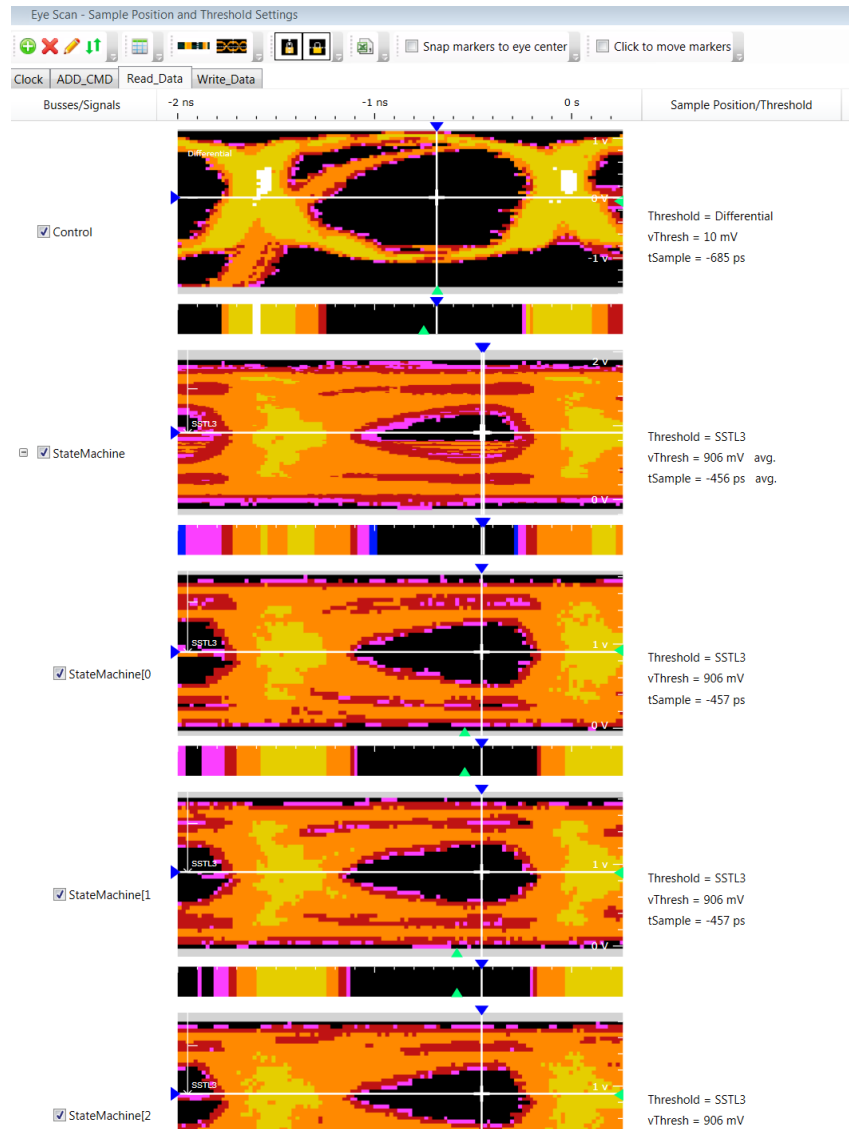 Eye Scan - Sample Position and Threshold Settings
Snap markers to eye center
Click to move markers
Clock
ADD_CMD
Read_Data
Write_Data
Busses/Signals
-2 ns
-1 ns
0 s
Sample Position/Threshold
Differential
1 V
0 V
-1 V
Control
Threshold = Differential
vThresh = 10 mV
tSample = -685 ps
2 V
SSTL3
0 V
StateMachine
Threshold = SSTL3
vThresh = 906 mV avg.
tSample = -456 ps avg.
SSTL3
1 V
0 V
StateMachine[0
Threshold = SSTL3
vThresh = 906 mV
tSample = -457 ps
SSTL3
1 V
0 V
StateMachine[1
Threshold = SSTL3
vThresh = 906 mV
tSample = -457 ps
SSTL3
1 V
StateMachine[2
Threshold = SSTL3
vThresh = 906 mV